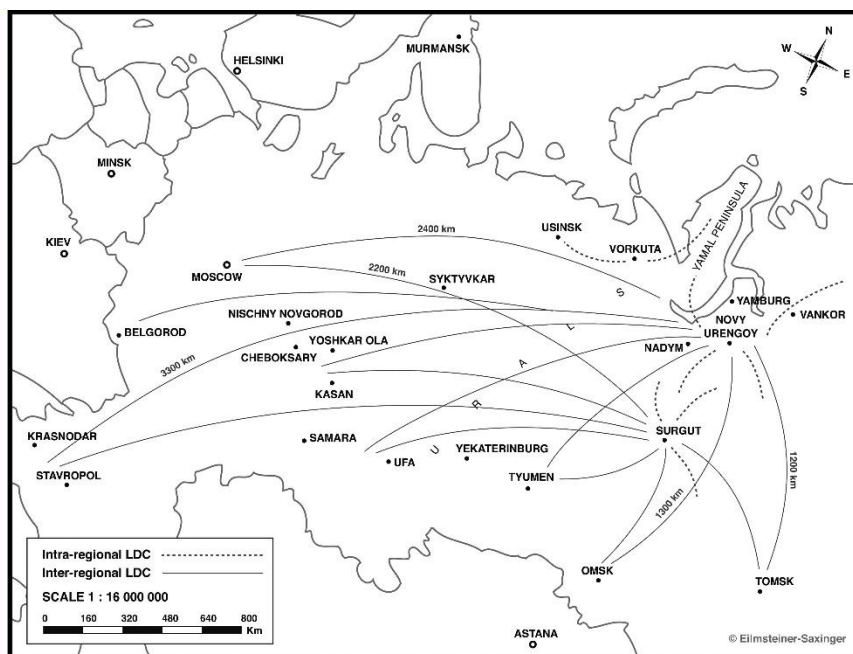 MURMANSK
HELSINKI
N
W
E
S
MINSK
KIEV
2400 km
USINSK
VORKUTA
YAMAL PENINSULA
MOSCOW
2200 km
SYKTYVKAR
U R A L S
NISCHNY NOVGOROD
BELGOROD
YOSHKAR OLA
CHEBOKSARY
KASAN
3300 km
YAMBURG
NOVY
URENGOY
VANKOR
NADYM
KRASNODAR
STAVROPOL
SAMARA
UFA
YEKATERINBURG
TYUMEN
SURGUT
1300 km
1200 km
OMSK
TOMSK
ASTANA
Intra-regional LDC
Inter-regional LDC
SCALE 1 : 16 000 000
0 160 320 480 640 800
Km
© Eilmsteiner-Saxinger